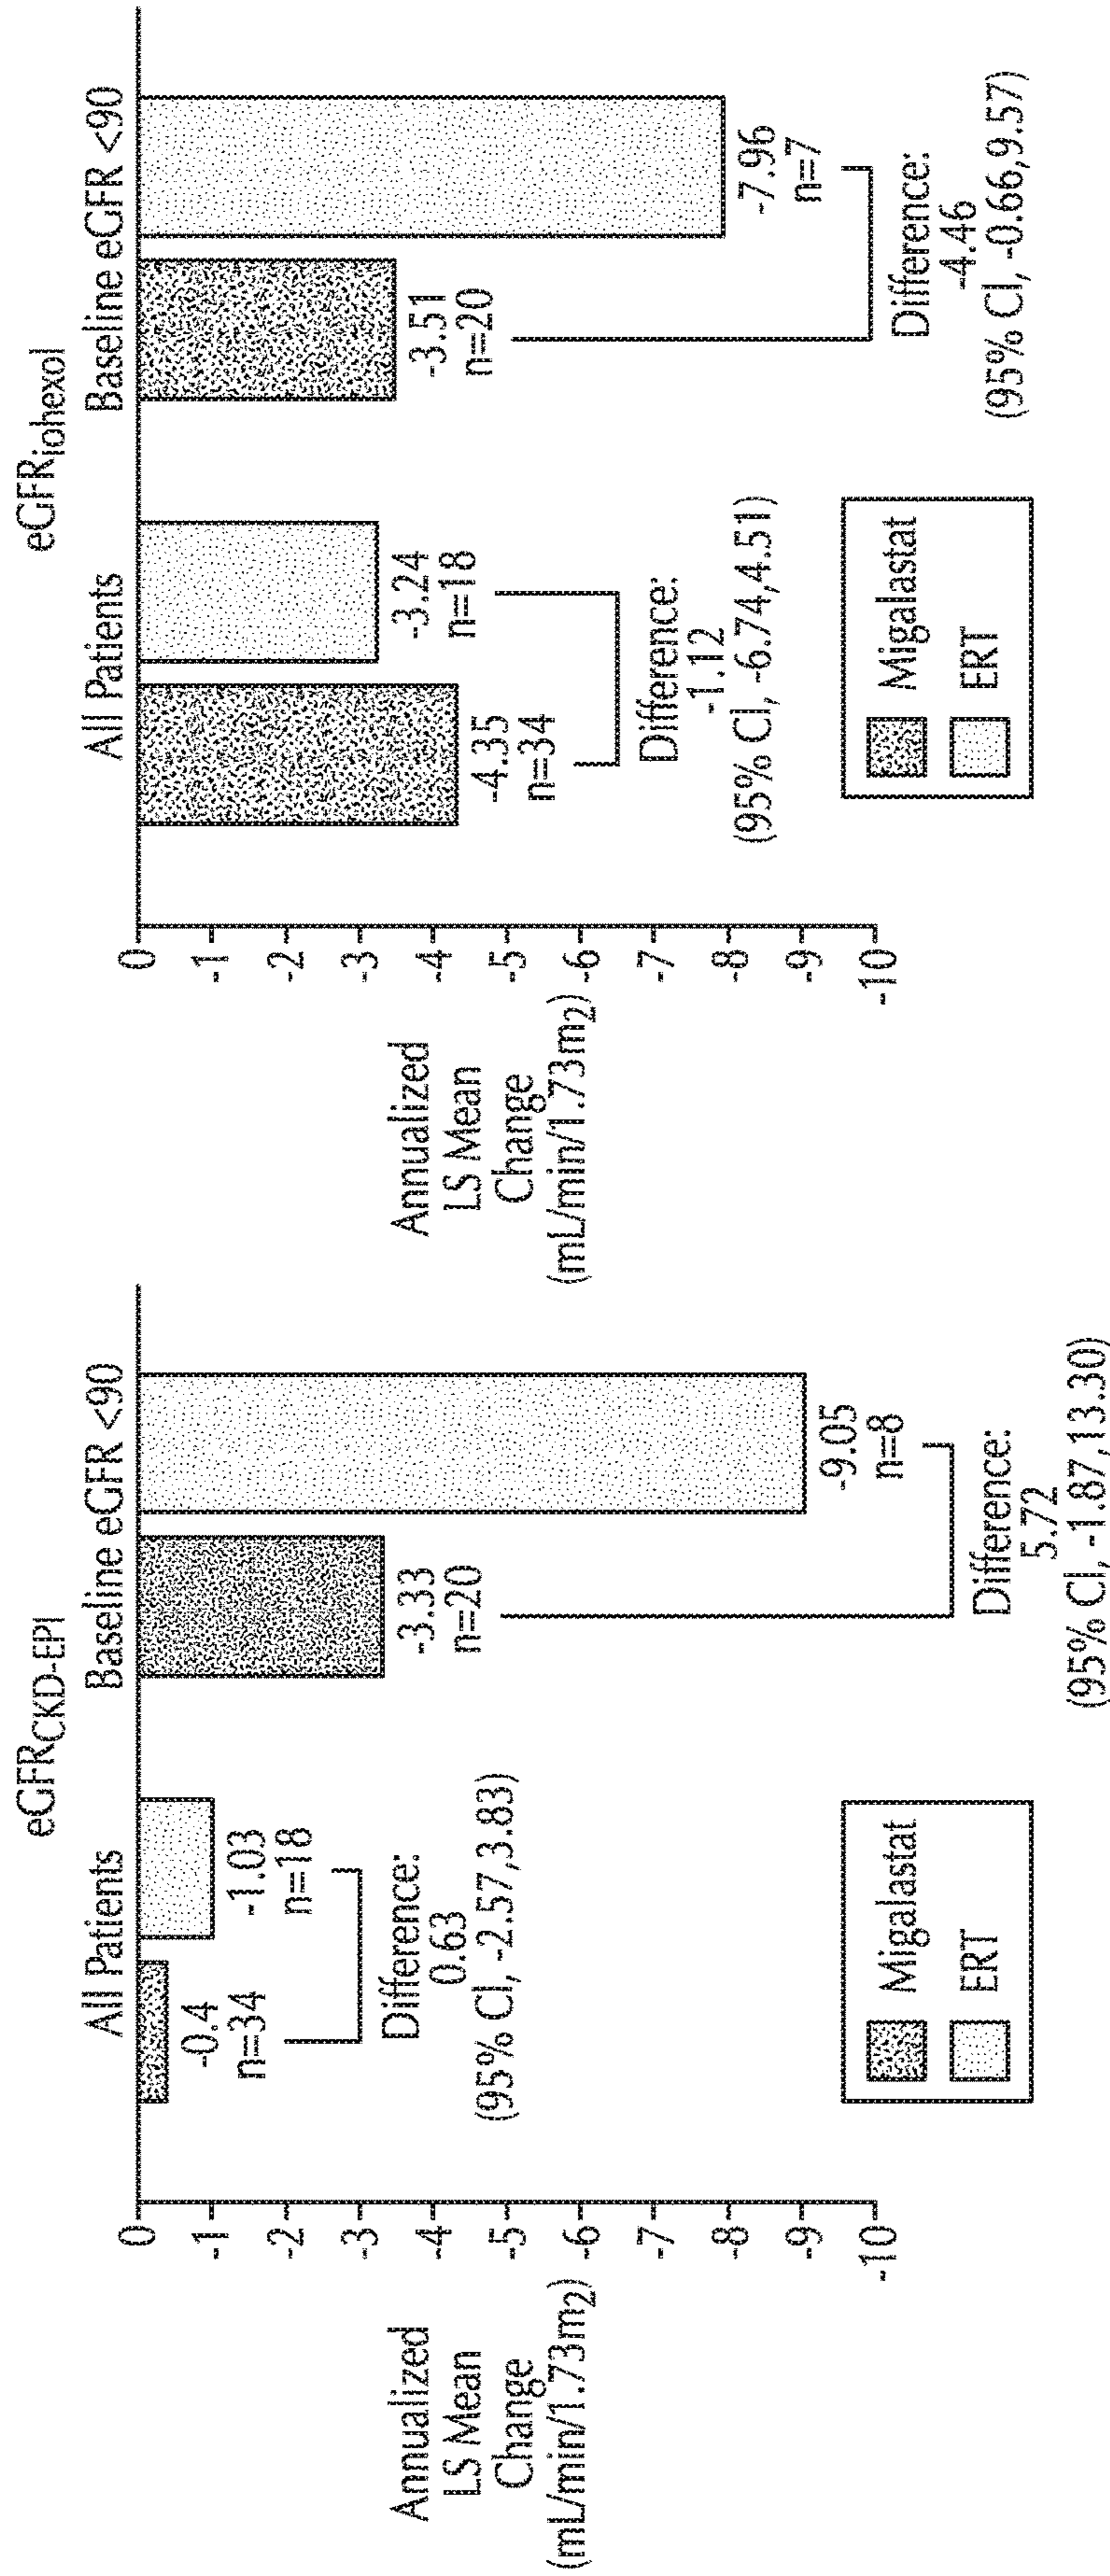 eGFRCKD-EPI
All Patients
Baseline eGFR <90
0
-1
-2
-3
-4
-5
-6
-7
-8
-9
-10
Annualized
LS Mean
Change
(mL/min/1.73m2)
-0.4
n=34
-1.03
n=18
Difference:
0.63
(95% CI, -2.57,3.83)
-3.33
n=20
-9.05
n=8
Difference:
5.72
(95% CI, -1.87,13.30)
Migalastat
ERT
eGFRiohexol
All Patients
Baseline eGFR <90
0
-1
-2
-3
-4
-5
-6
-7
-8
-9
-10
Annualized
LS Mean
Change
(mL/min/1.73m2)
-4.35
n=34
-3.24
n=18
Difference:
-1.12
(95% CI, -6.74,4.51)
-3.51
n=20
-7.96
n=7
Difference:
-4.46
(95% CI, -0.66,9.57)
Migalastat
ERT